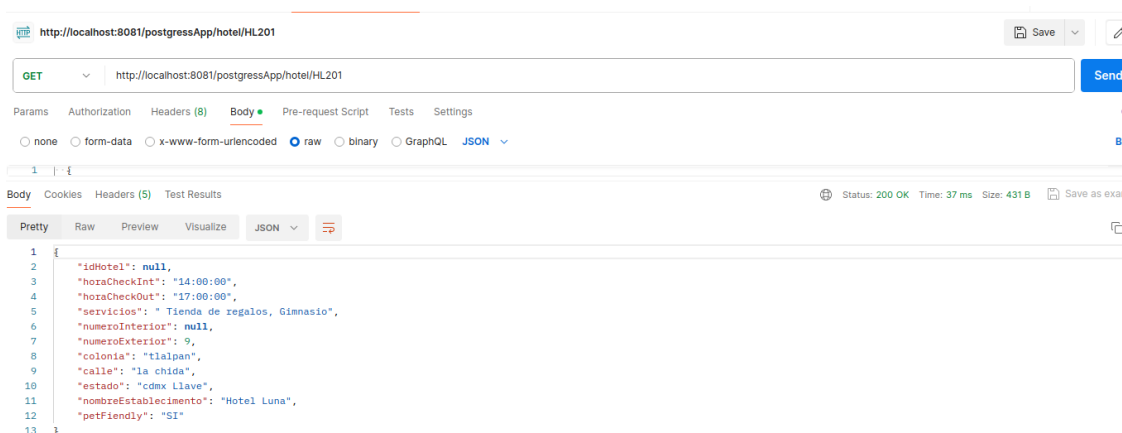 HTTP http://localhost:8081/postgressApp/hotel/HL201 Save
GET http://localhost:8081/postgressApp/hotel/HL201 Send
Params Authorization Headers (8) Body Pre-request Script Tests Settings
none form-data x-www-form-urlencoded raw binary GraphQL JSON
1 {
Body Cookies Headers (5) Test Results Status: 200 OK Time: 37 ms Size: 431 B Save as
Pretty Raw Preview Visualize JSON
1 {
2 "idHotel": null,
3 "horaCheckInt": "14:00:00",
4 "horaCheckOut": "17:00:00",
5 "servicios": " Tienda de regalos, Gimnasio",
6 "numeroInterior": null,
7 "numeroExterior": 9,
8 "colonia": "tlalpan",
9 "calle": "la chida",
10 "estado": "cdmx Llave",
11 "nombreEstablecimiento": "Hotel Luna",
12 "petFiendly": "SI"
13 }